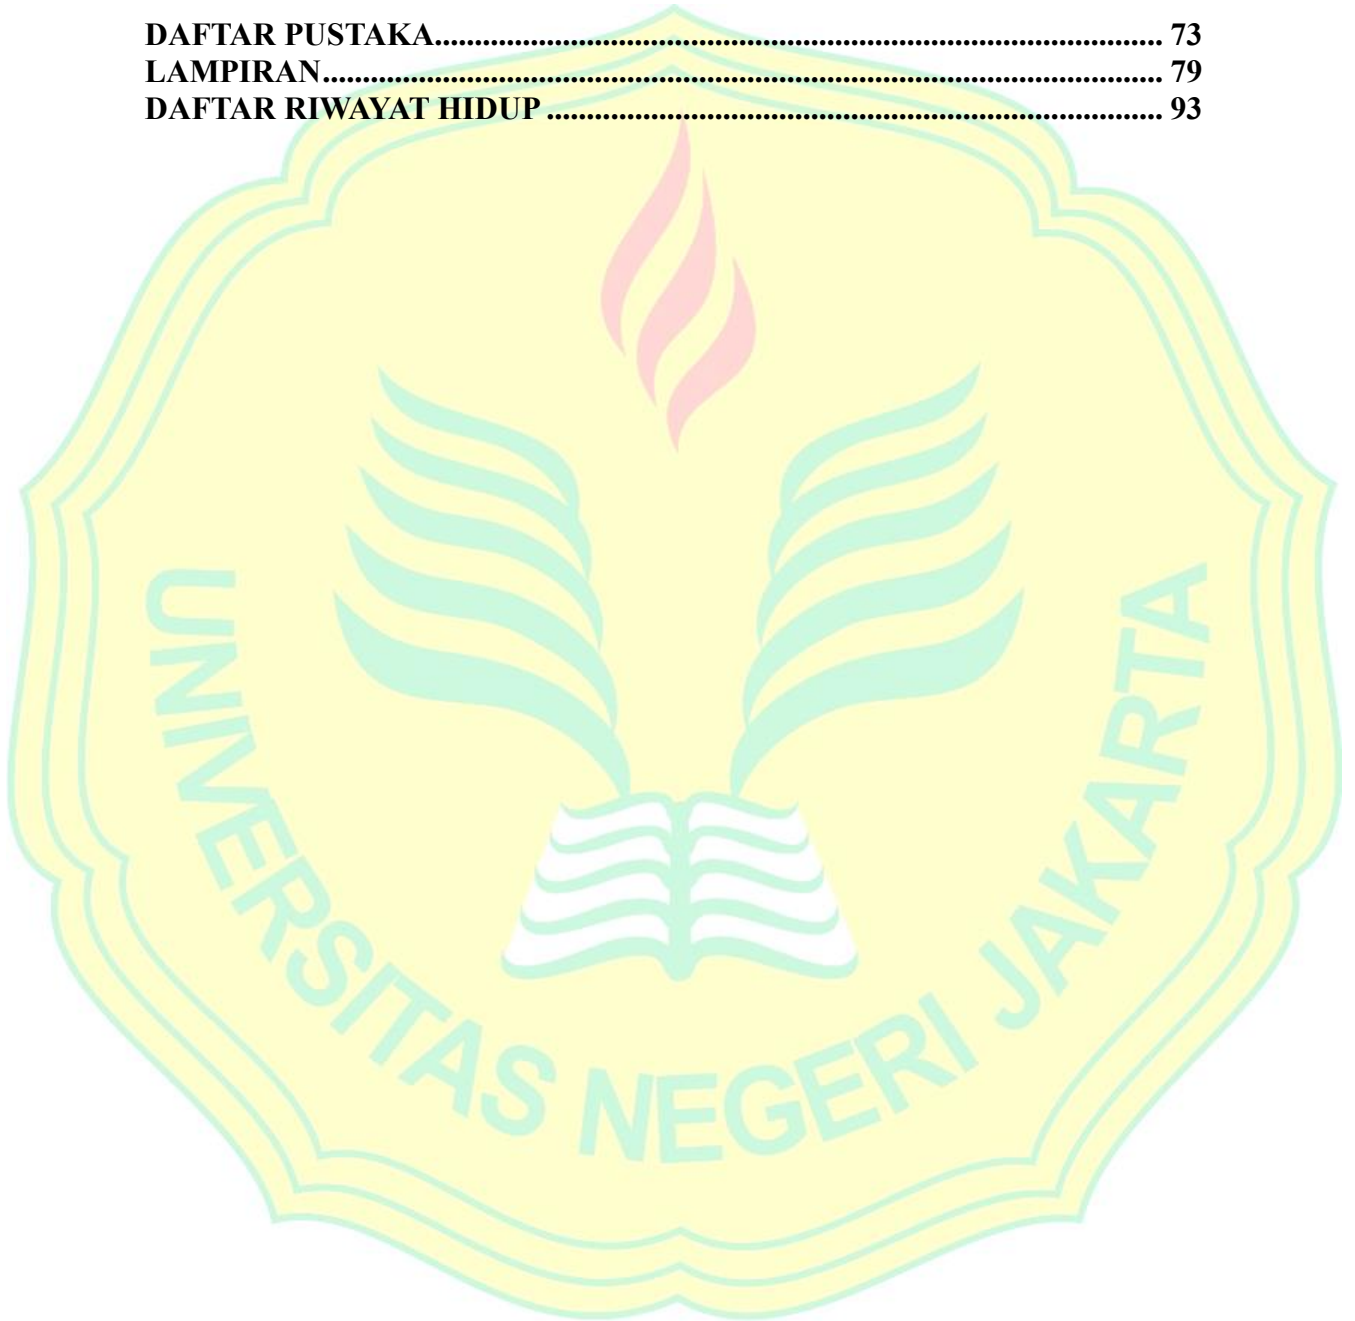 DAFTAR PUSTAKA............................................................................................ 73
LAMPIRAN.......................................................................................................... 79
DAFTAR RIWAYAT HIDUP .............................................................................. 93
UNIVERSITAS NEGERI JAKARTA